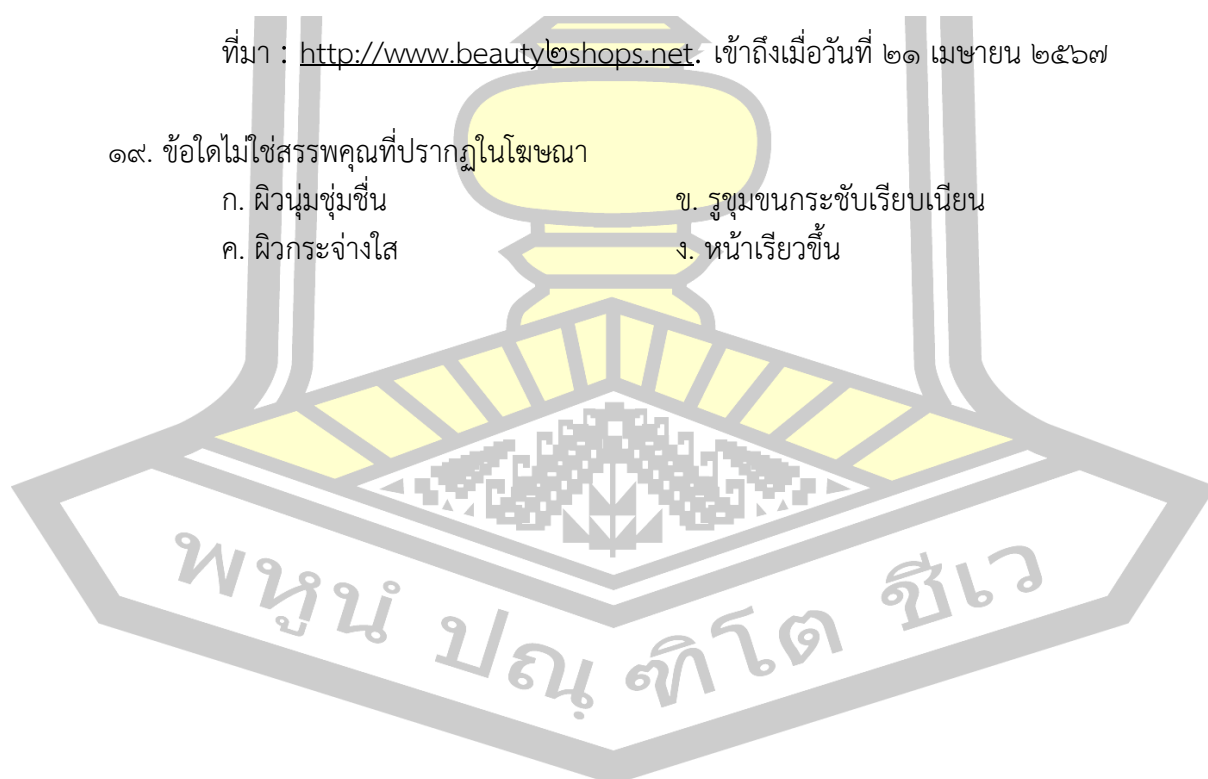 ที่มา : http://www.beauty๒shops.net. เข้าถึงเมื่อวันที่ ๒๑ เมษายน ๒๕๖๗
๑๙. ข้อใดไม่ใช่สรรพคุณที่ปรากฏในโฆษณา
ก. ผิวนุ่มชุ่มชื่น ข. รูขุมขนกระชับเรียบเนียน
ค. ผิวกระจ่างใส ง. หน้าเรียวขึ้น
พหูนํ ปณฺฑิโต ชีเว